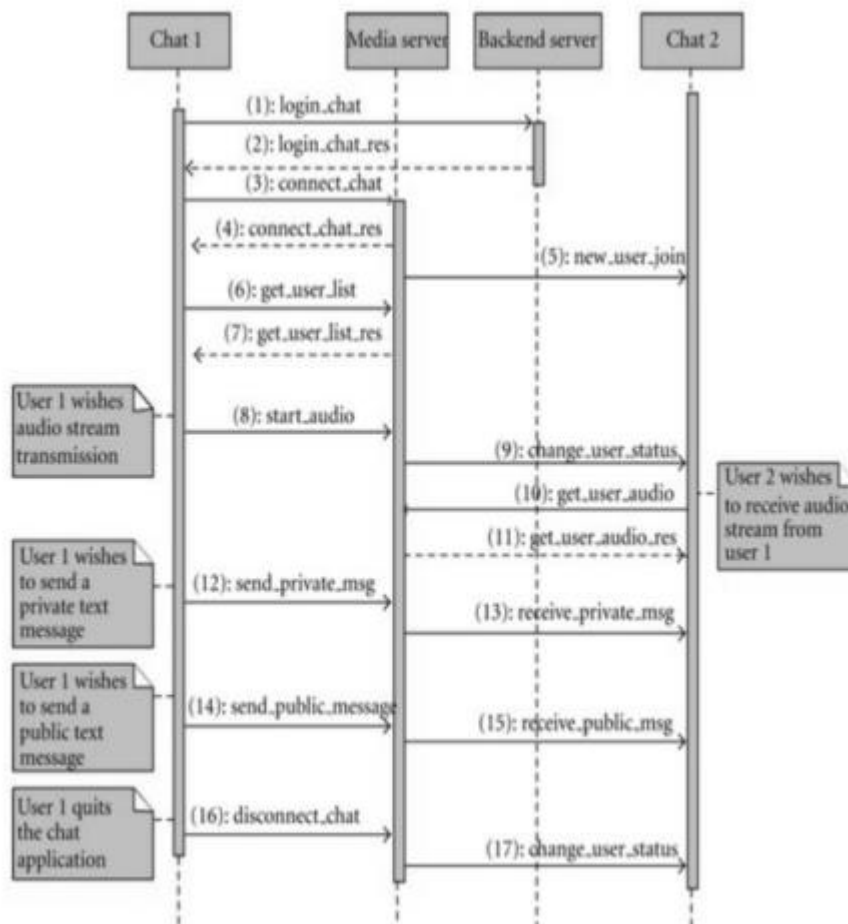 Chat 1
Media server
Backend server
Chat 2
(1): login_chat
(2): login_chat_res
(3): connect_chat
(4): connect_chat_res
(5): new_user_join
(6): get_user_list
(7): get_user_list_res
User 1 wishes
audio stream
transmission
(8): start_audio
(9): change_user_status
(10): get_user_audio
User 2 wishes
to receive audio
stream from
user 1
(11): get_user_audio_res
User 1 wishes
to send a
private text
message
(12): send_private_msg
(13): receive_private_msg
User 1 wishes
to send a
public text
message
(14): send_public_message
(15): receive_public_msg
User 1 quits
the chat
application
(16): disconnect_chat
(17): change_user_status